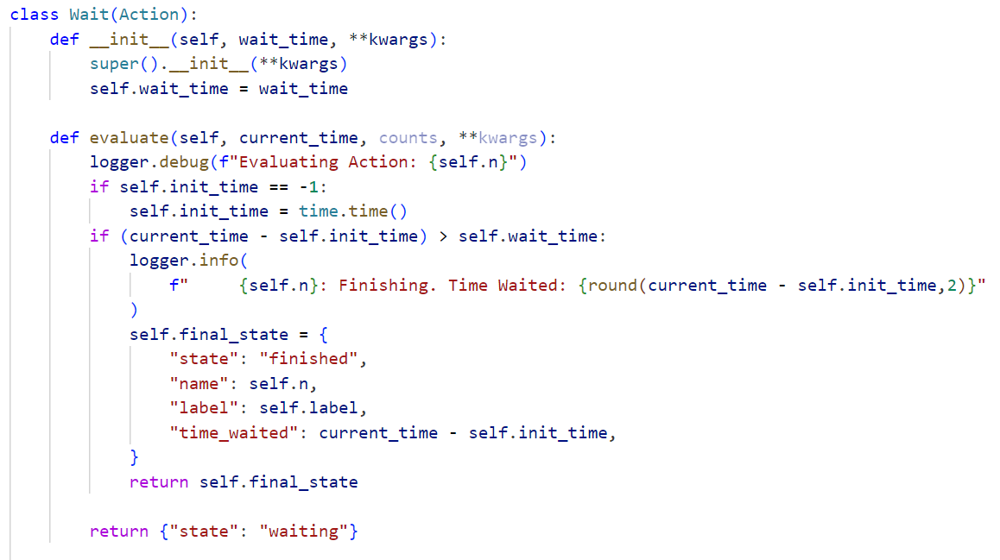 class Wait(Action):
    def __init__(self, wait_time, **kwargs):
        super().__init__(**kwargs)
        self.wait_time = wait_time

    def evaluate(self, current_time, counts, **kwargs):
        logger.debug(f"Evaluating Action: {self.n}")
        if self.init_time == -1:
            self.init_time = time.time()
        if (current_time - self.init_time) > self.wait_time:
            logger.info(
                f"     {self.n}: Finishing. Time Waited: {round(current_time - self.init_time,2)}"
            )
            self.final_state = {
                "state": "finished",
                "name": self.n,
                "label": self.label,
                "time_waited": current_time - self.init_time,
            }
            return self.final_state

        return {"state": "waiting"}